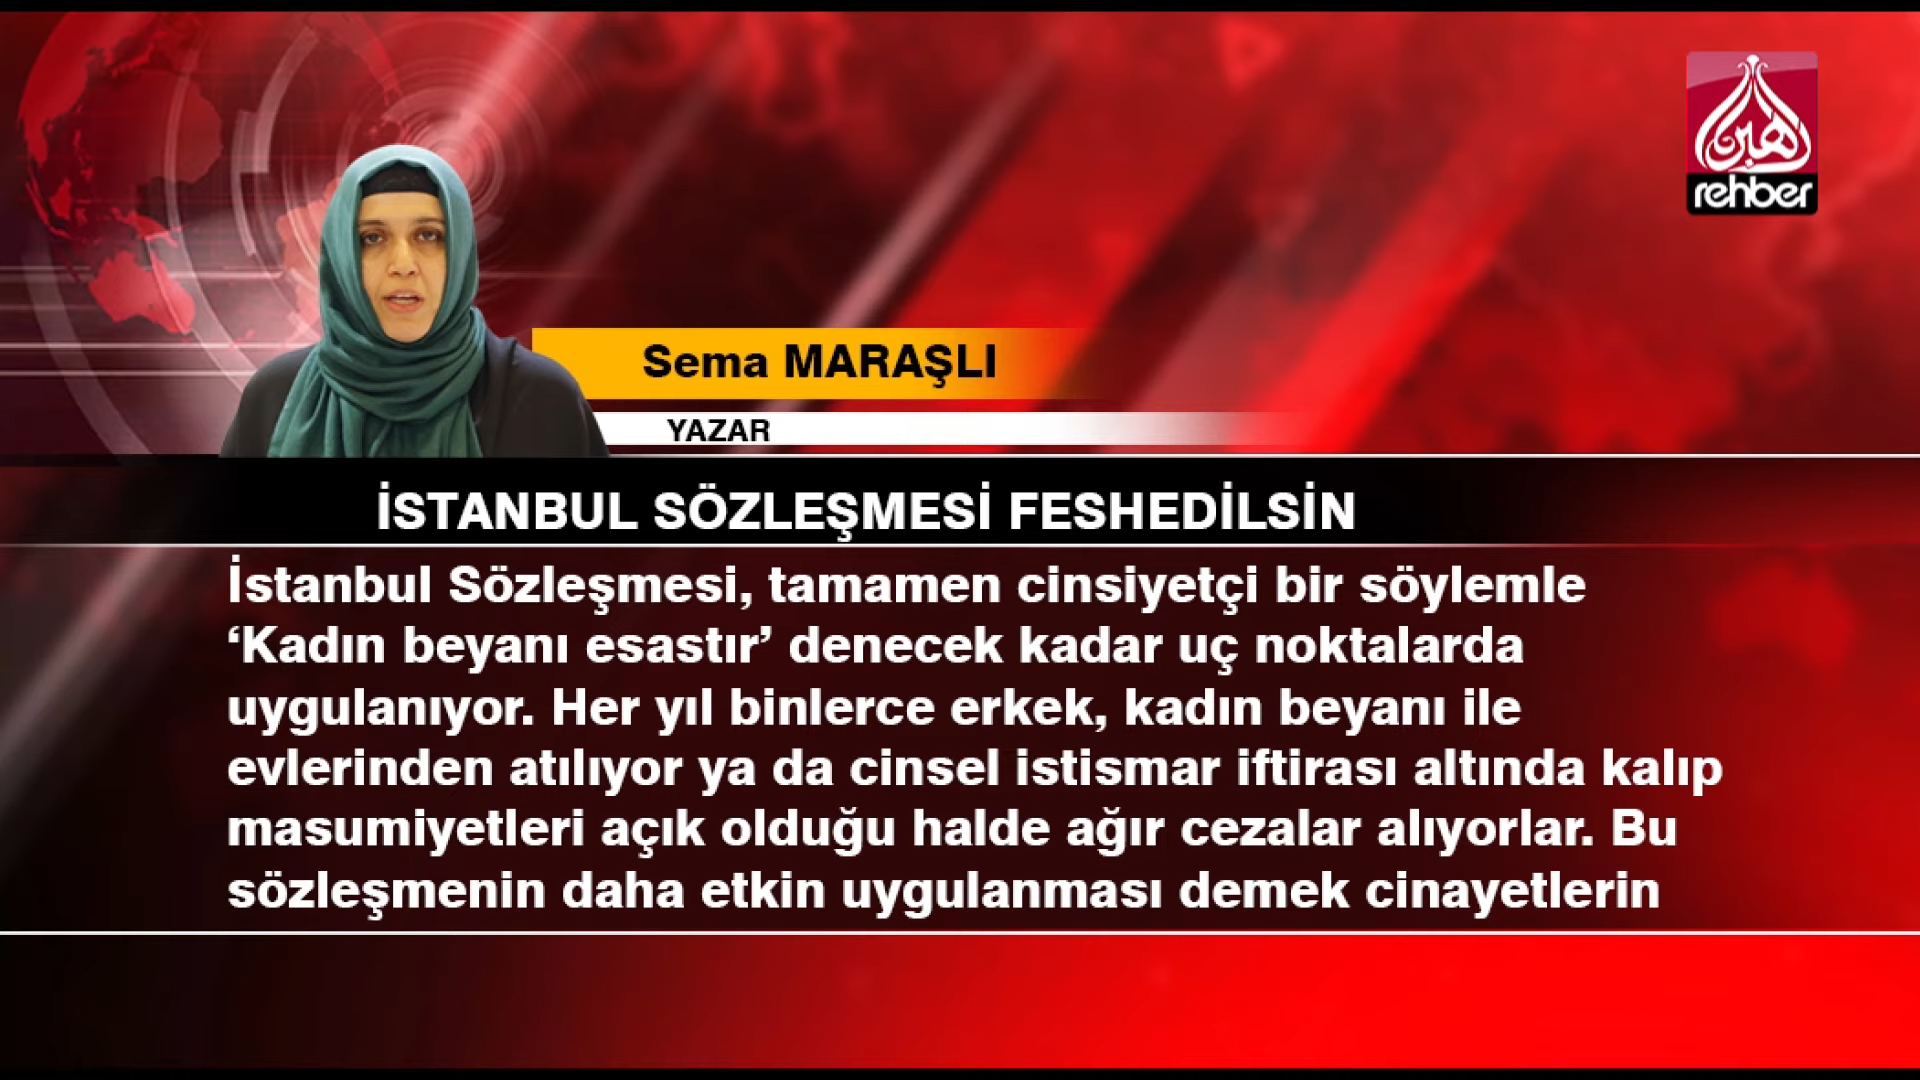 رهبر
rehber
Sema MARAŞLI
YAZAR
İSTANBUL SÖZLEŞMESİ FESHEDİLSİN
İstanbul Sözleşmesi, tamamen cinsiyetçi bir söylemle
‘Kadın beyanı esastır’ denecek kadar uç noktalarda
uygulanıyor. Her yıl binlerce erkek, kadın beyanı ile
evlerinden atılıyor ya da cinsel istismar iftirası altında kalıp
masumiyetleri açık olduğu halde ağır cezalar alıyorlar. Bu
sözleşmenin daha etkin uygulanması demek cinayetlerin